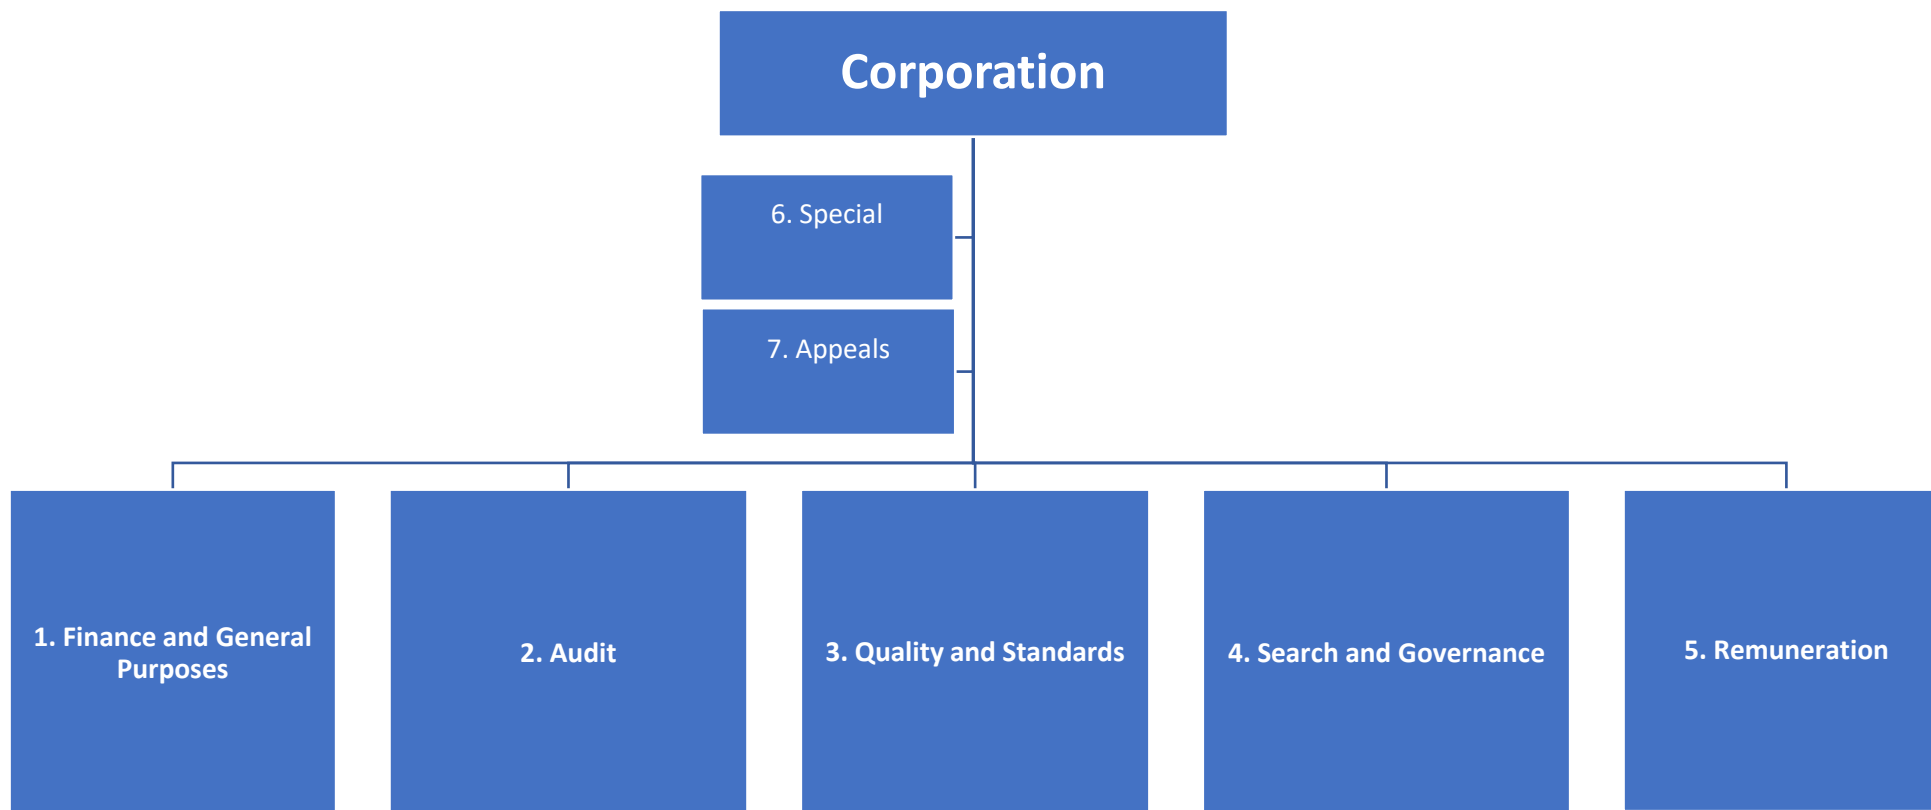 Corporation
6. Special
7. Appeals
1. Finance and General
Purposes
2. Audit
3. Quality and Standards
4. Search and Governance
5. Remuneration